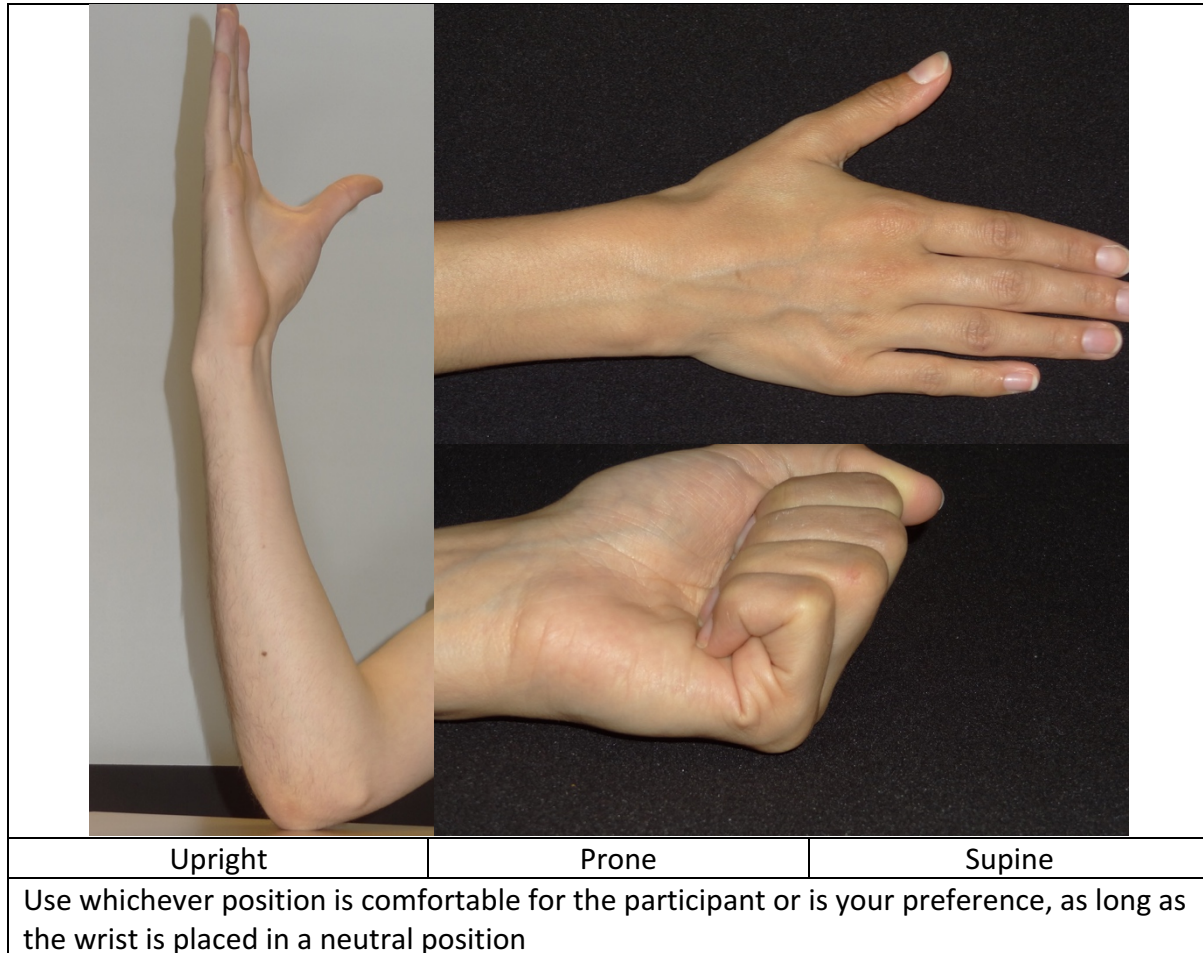 Upright Prone Supine
Use whichever position is comfortable for the participant or is your preference, as long as
the wrist is placed in a neutral position